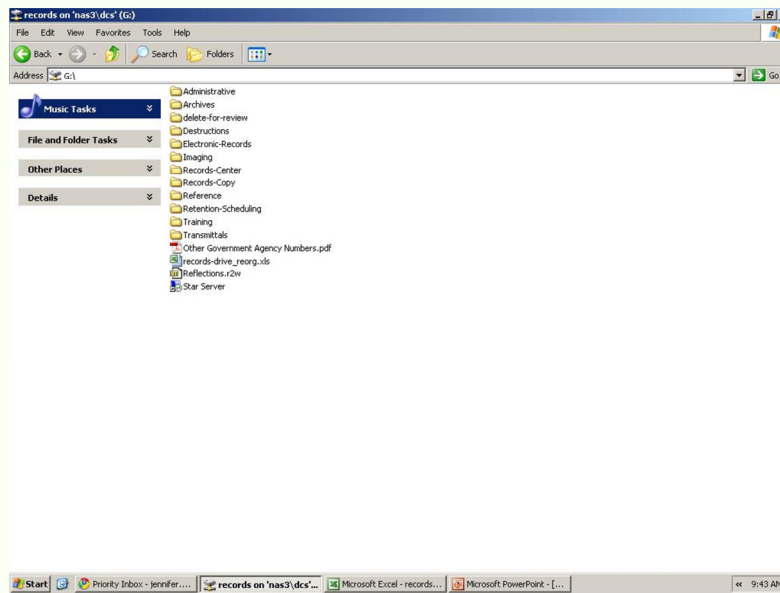 records on 'nas3\dcs' (G:)
File Edit View Favorites Tools Help
Back Search Folders
Address G:\ Go
Music Tasks
File and Folder Tasks
Other Places
Details
Administrative
Archives
delete-for-review
Destructions
Electronic-Records
Imaging
Records-Center
Records-Copy
Reference
Retention-Scheduling
Training
Transmittals
Other Government Agency Numbers.pdf
records-drive_reorg.xls
Reflections.r2w
Star Server
Start Priority Inbox - jennifer.... records on 'nas3\dcs'... Microsoft Excel - records... Microsoft PowerPoint - [... « 9:43 AM